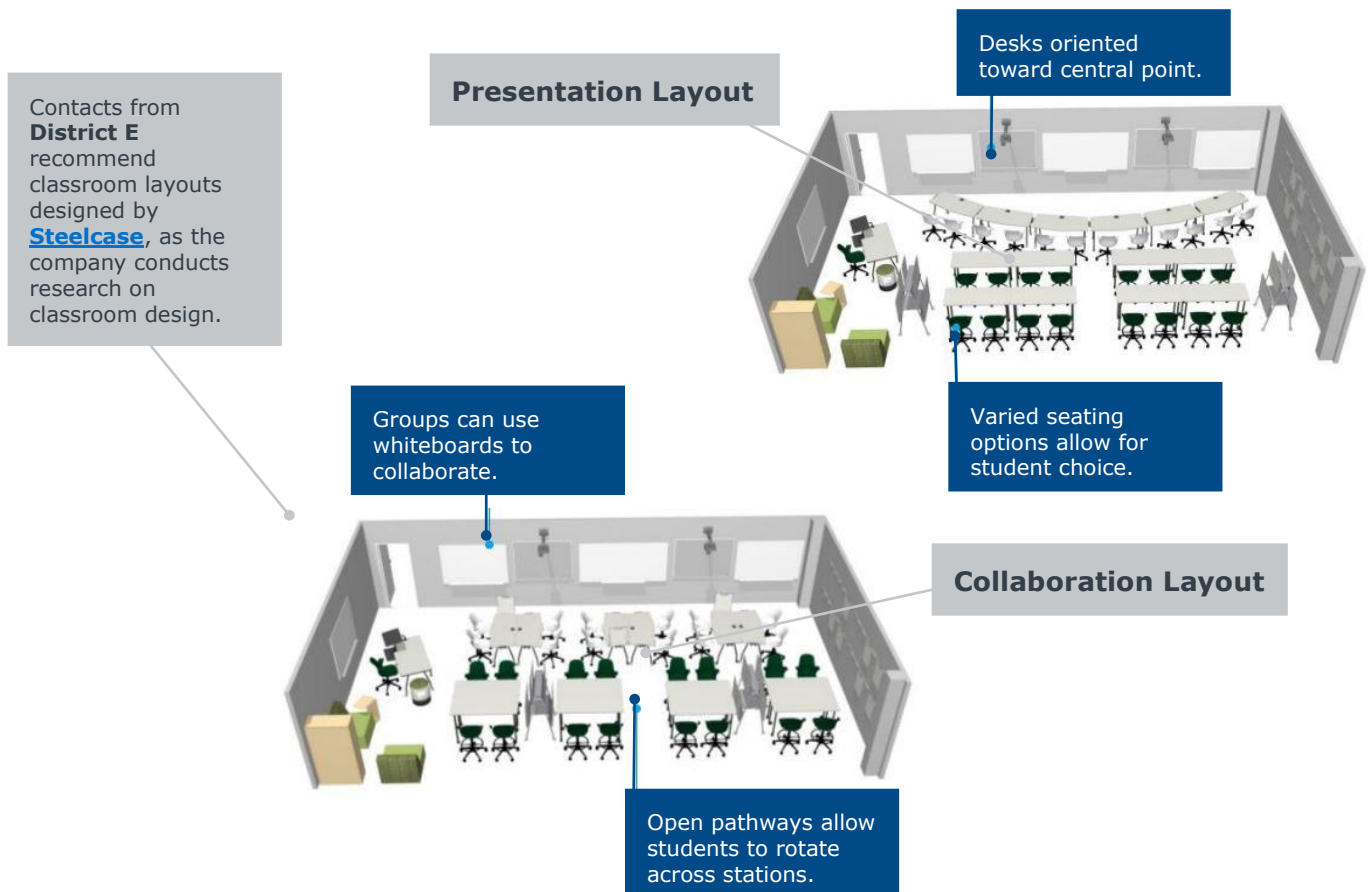 Desks oriented
toward central point.
Presentation Layout
Contacts from
District E
recommend
classroom layouts
designed by
Steelcase, as the
company conducts
research on
classroom design.
Groups can use
whiteboards to
collaborate.
Varied seating
options allow for
student choice.
Collaboration Layout
Open pathways allow
students to rotate
across stations.